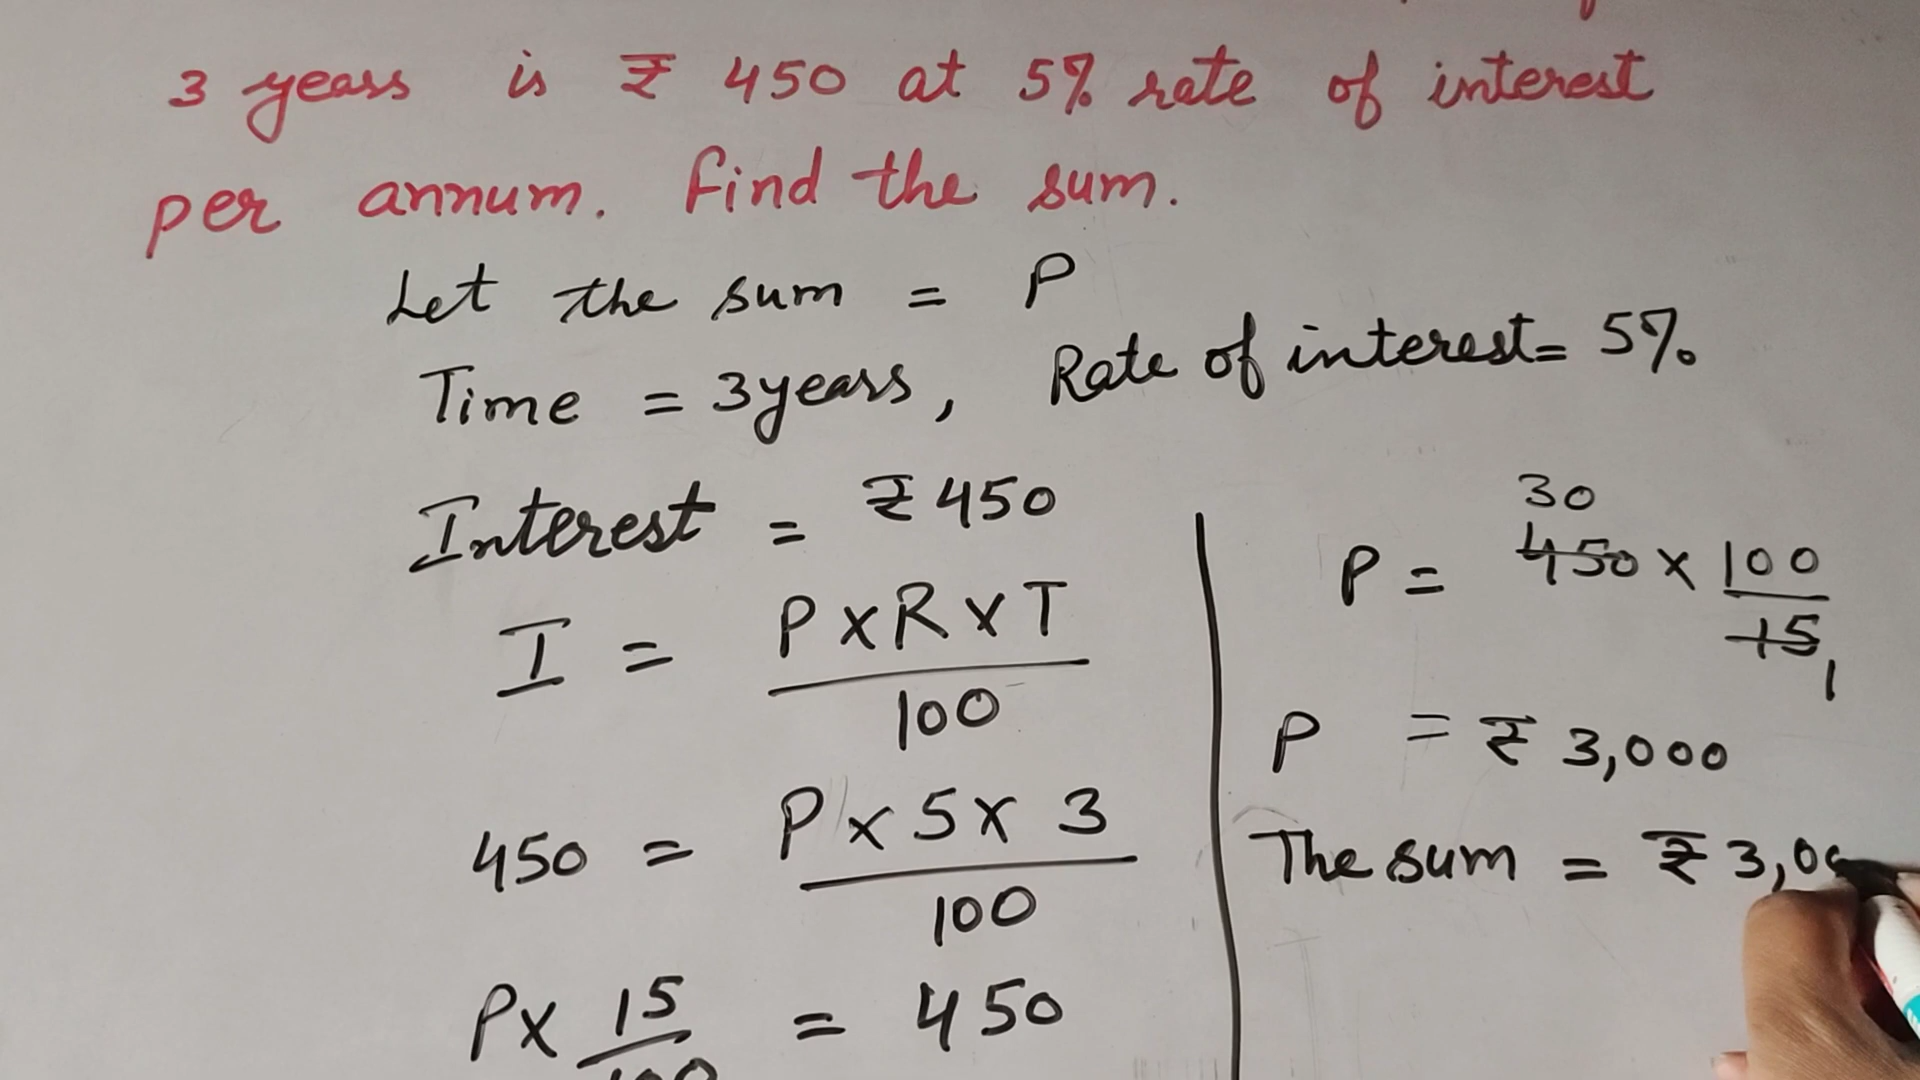 3 years is ₹ 450 at 5% rate of interest
per annum. Find the sum.
Let the sum = P
Time = 3 years, Rate of interest = 5%
Interest = ₹ 450
I = P x R x T
100
450 = P x 5 x 3
100
P x 15 = 450
100
30
P = 450 x 100
15 1
P = ₹ 3,000
The sum = ₹ 3,00